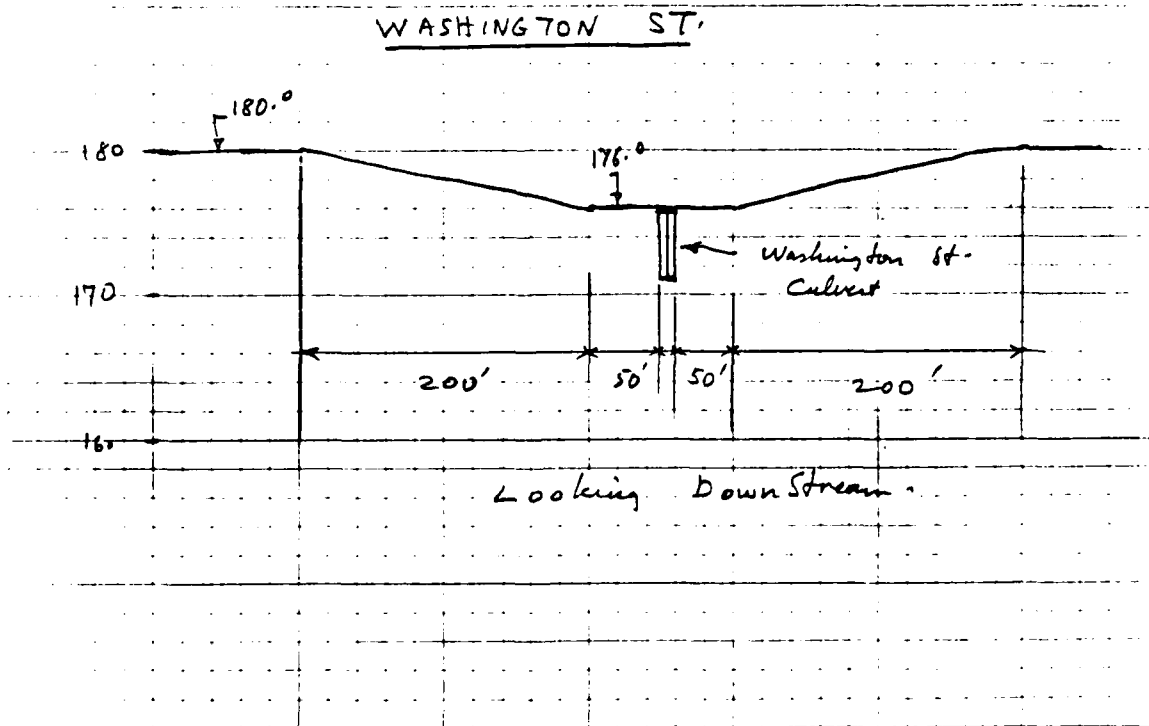 WASHINGTON ST.
180.0
180
176.0
Washington St.
Culvert
170
200' 50' 50' 200'
160
Looking DownStream.